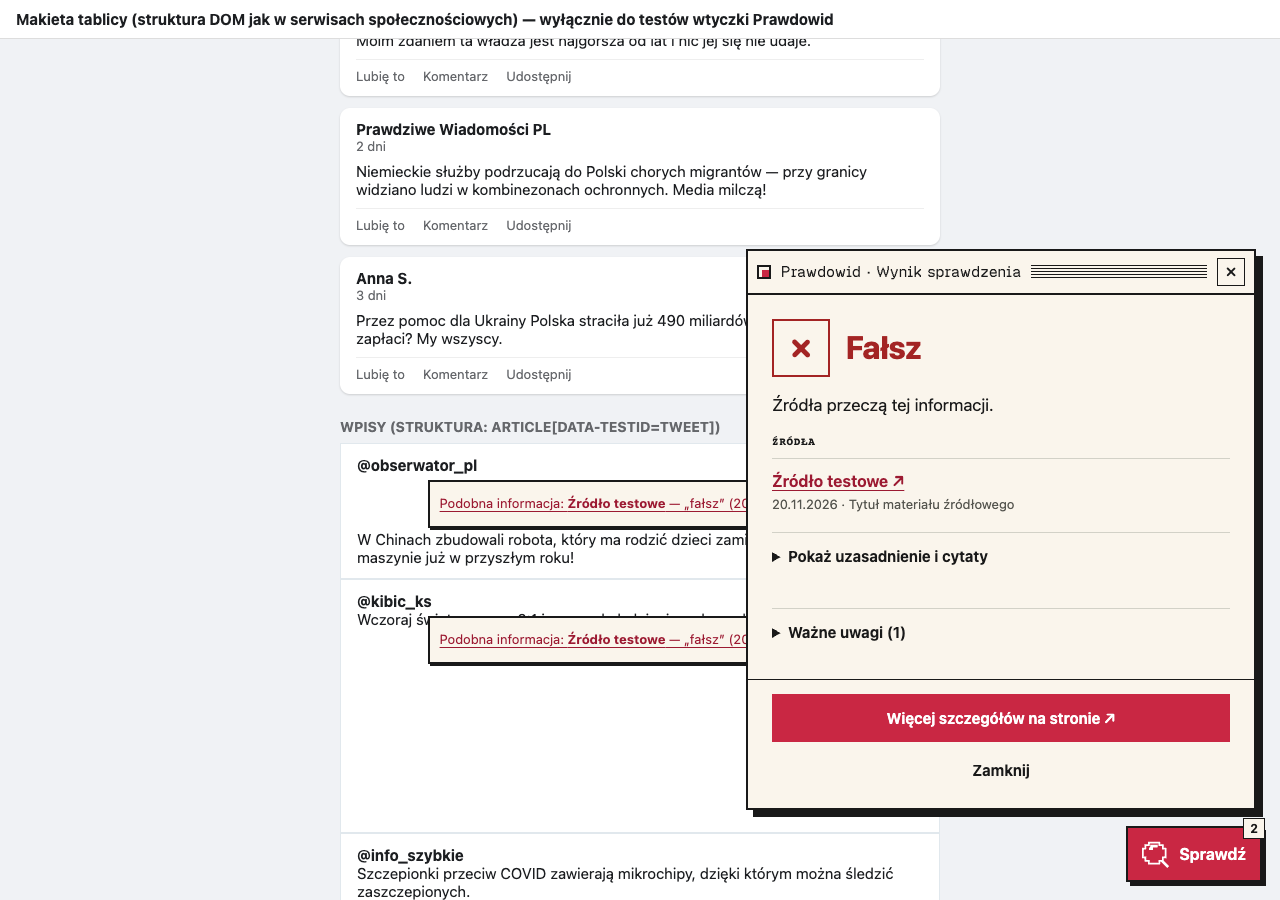 Makieta tablicy (struktura DOM jak w serwisach społecznościowych) — wyłącznie do testów wtyczki Prawdowid
Moim zdaniem ta władza jest najgorsza od lat i nic jej się nie udaje.
Lubię to Komentarz Udostępnij
Prawdziwe Wiadomości PL
2 dni
Niemieckie służby podrzucają do Polski chorych migrantów — przy granicy
widziano ludzi w kombinezonach ochronnych. Media milczą!
Lubię to Komentarz Udostępnij
Anna S.
3 dni
Przez pomoc dla Ukrainy Polska straciła już 490 miliardów
zapłaci? My wszyscy.
Lubię to Komentarz Udostępnij
WPISY (STRUKTURA: ARTICLE[DATA-TESTID=TWEET])
@obserwator_pl
Podobna informacja: Źródło testowe — „fałsz” (20
W Chinach zbudowali robota, który ma rodzić dzieci
maszynie już w przyszłym roku!
@kibic_ks
Wczoraj
Podobna informacja: Źródło testowe — „fałsz” (20
@info_szybkie
Szczepionki przeciw COVID zawierają mikrochipy, dzięki którym można śledzić
zaszczepionych.
Prawdowid · Wynik sprawdzenia
Fałsz
Źródła przeczą tej informacji.
ŹRÓDŁA
Źródło testowe ↗
20.11.2026 · Tytuł materiału źródłowego
Pokaż uzasadnienie i cytaty
Ważne uwagi (1)
Więcej szczegółów na stronie ↗
Zamknij
2
Sprawdź